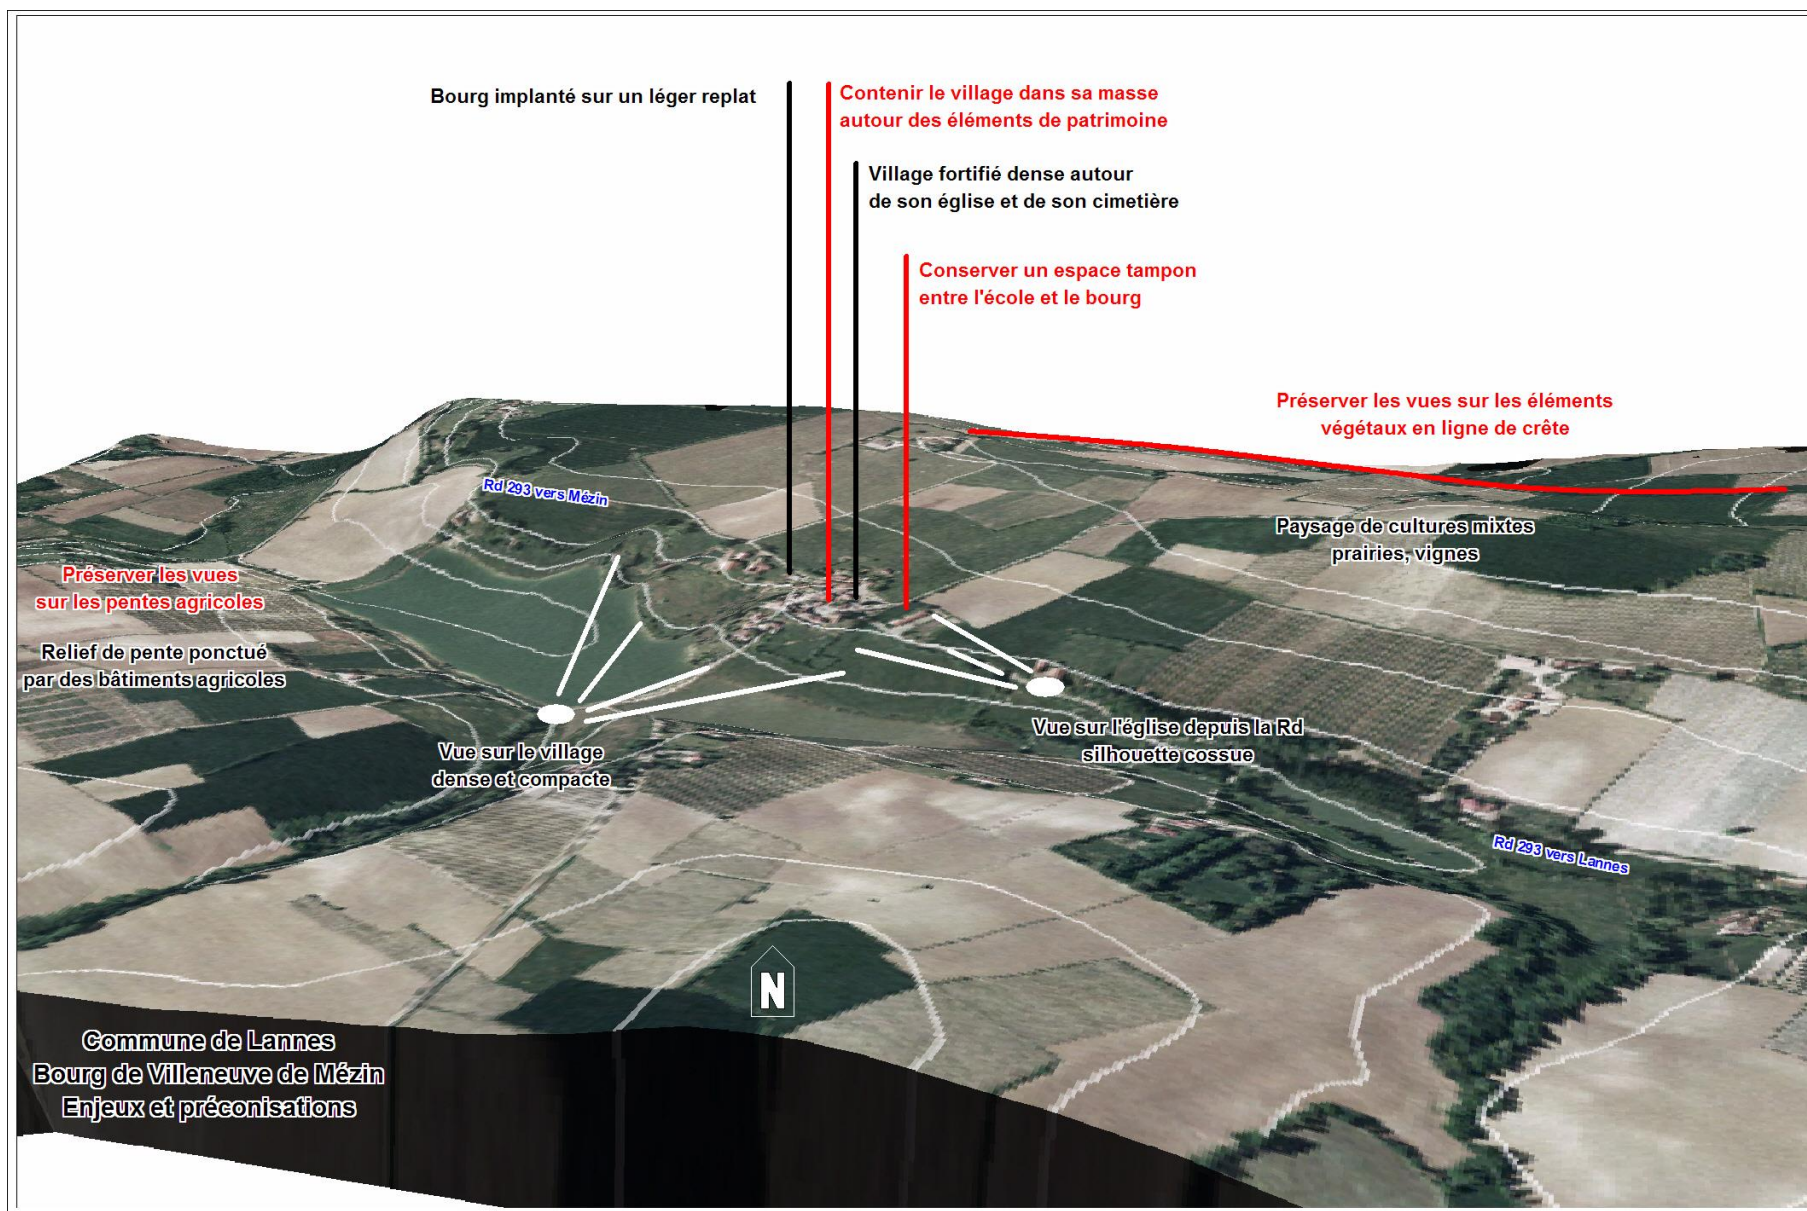 Bourg implanté sur un léger replat
Contenir le village dans sa masse
autour des éléments de patrimoine
Village fortifié dense autour
de son église et de son cimetière
Conserver un espace tampon
entre l'école et le bourg
Préserver les vues sur les éléments
végétaux en ligne de crête
Rd 293 vers Mézin
Paysage de cultures mixtes
prairies, vignes
Préserver les vues
sur les pentes agricoles
Relief de pente ponctué
par des bâtiments agricoles
Vue sur le village
dense et compacte
Vue sur l'église depuis la Rd
silhouette cossue
Rd 293 vers Lannes
N
Commune de Lannes
Bourg de Villeneuve de Mézin
Enjeux et préconisations